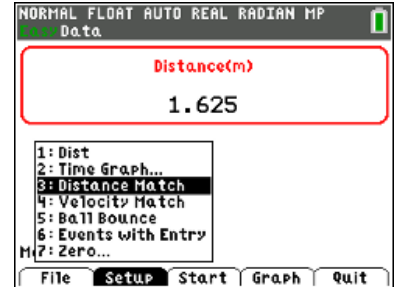 NORMAL FLOAT AUTO REAL RADIAN MP
EasyData
Distance(m)
1.625
1: Dist
2: Time Graph...
3: Distance Match
4: Velocity Match
5: Ball Bounce
6: Events with Entry
7: Zero...
File Setup Start Graph Quit